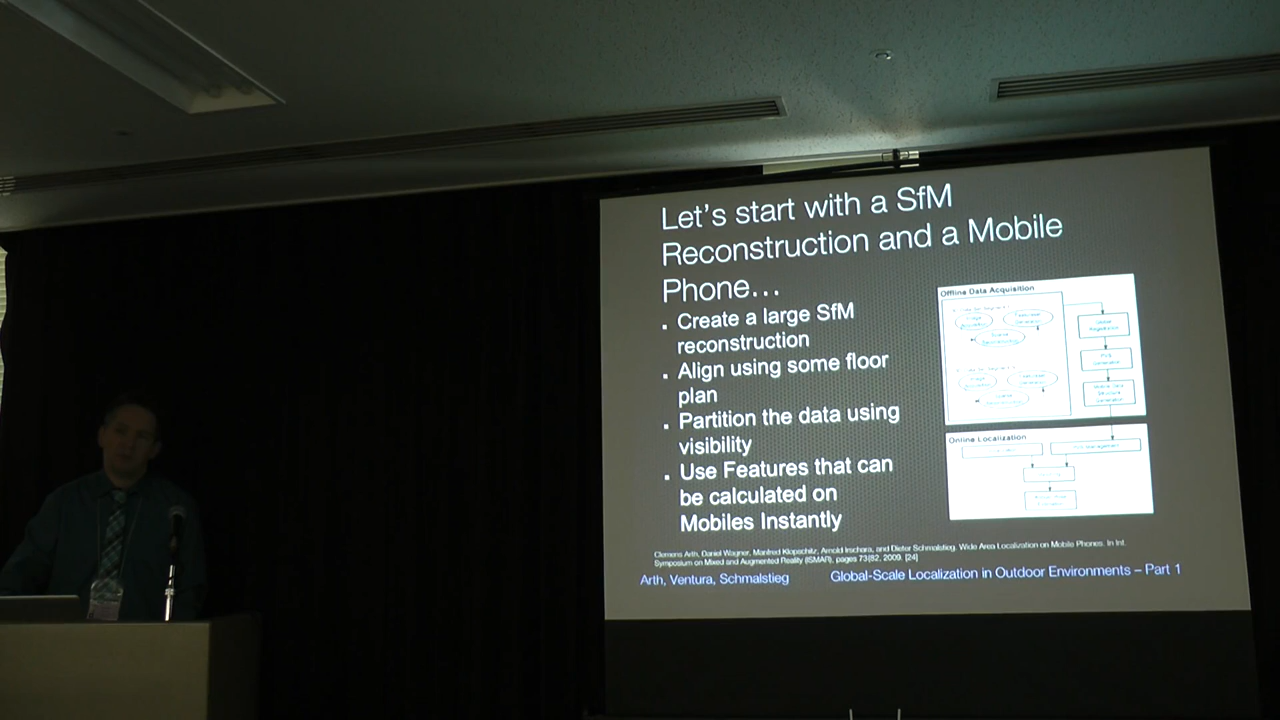 Let's start with a SfM
Reconstruction and a Mobile
Phone...
▪ Create a large SfM
reconstruction
▪ Align using some floor
plan
▪ Partition the data using
visibility
▪ Use Features that can
be calculated on
Mobiles Instantly
Offline Data Acquisition
Online Localization
Clemens Arth, Daniel Wagner, Manfred Klopschitz, Arnold Irschara, and Dieter Schmalstieg. Wide Area Localization on Mobile Phones. In Int.
Symposium on Mixed and Augmented Reality (ISMAR), pages 73{82, 2009. [24]
Arth, Ventura, Schmalstieg
Global-Scale Localization in Outdoor Environments – Part 1